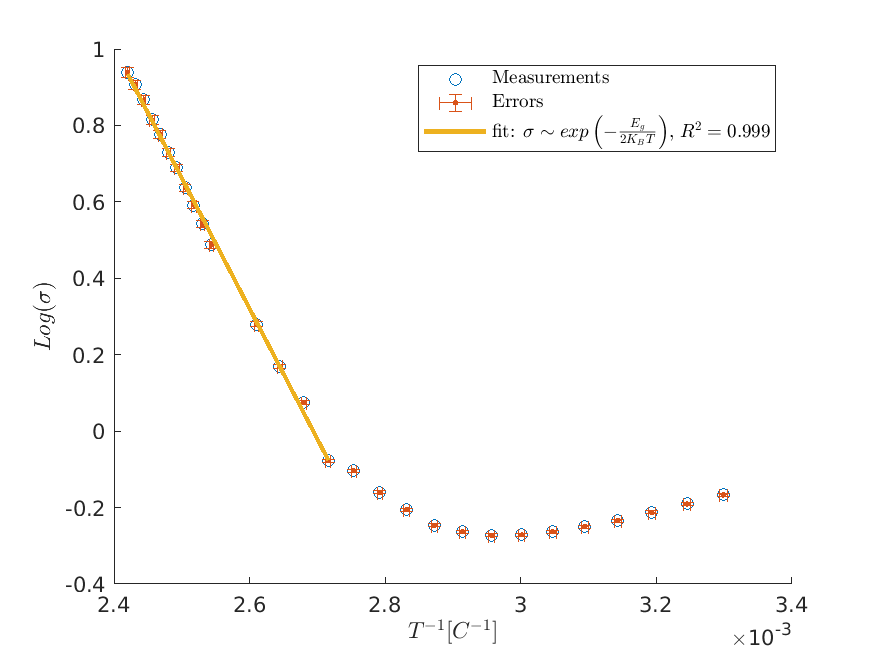 1
0.8
0.6
0.4
0.2
0
-0.2
-0.4
Log(σ)
Measurements
Errors
fit: σ ∼ exp(−E_g/2K_BT), R² = 0.999
2.4 2.6 2.8 3 3.2 3.4
T⁻¹[C⁻¹]
×10⁻³